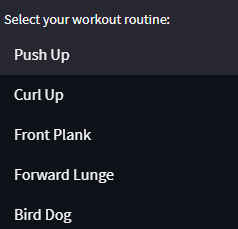 Select your workout routine:
Push Up
Curl Up
Front Plank
Forward Lunge
Bird Dog